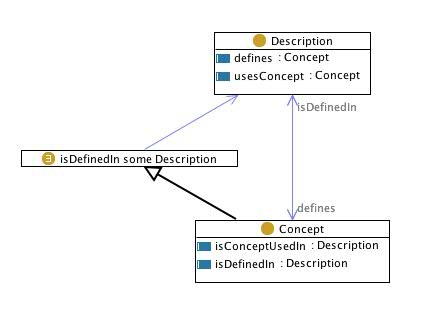 Description
defines : Concept
usesConcept : Concept
isDefinedIn
∃ isDefinedIn some Description
defines
Concept
isConceptUsedIn : Description
isDefinedIn : Description